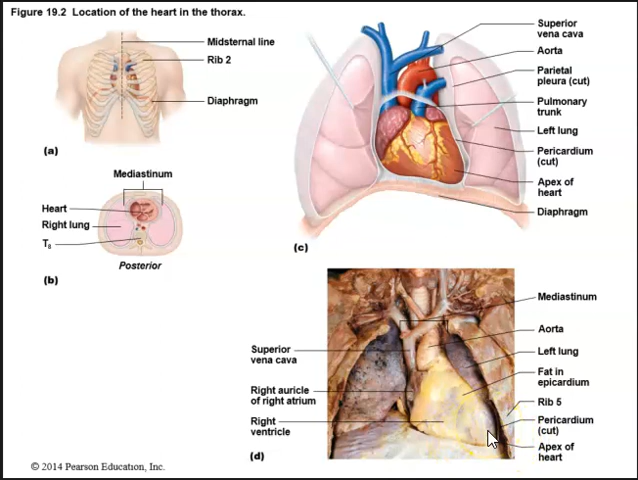 Figure 19.2 Location of the heart in the thorax.
Midsternal line
Rib 2
Diaphragm
(a)
Mediastinum
Heart
Right lung
T8
Posterior
(b)
Superior
vena cava
Aorta
Parietal
pleura (cut)
Pulmonary
trunk
Left lung
Pericardium
(cut)
Apex of
heart
Diaphragm
(c)
Mediastinum
Aorta
Left lung
Fat in
epicardium
Rib 5
Pericardium
(cut)
Apex of
heart
Superior
vena cava
Right auricle
of right atrium
Right
ventricle
(d)
© 2014 Pearson Education, Inc.